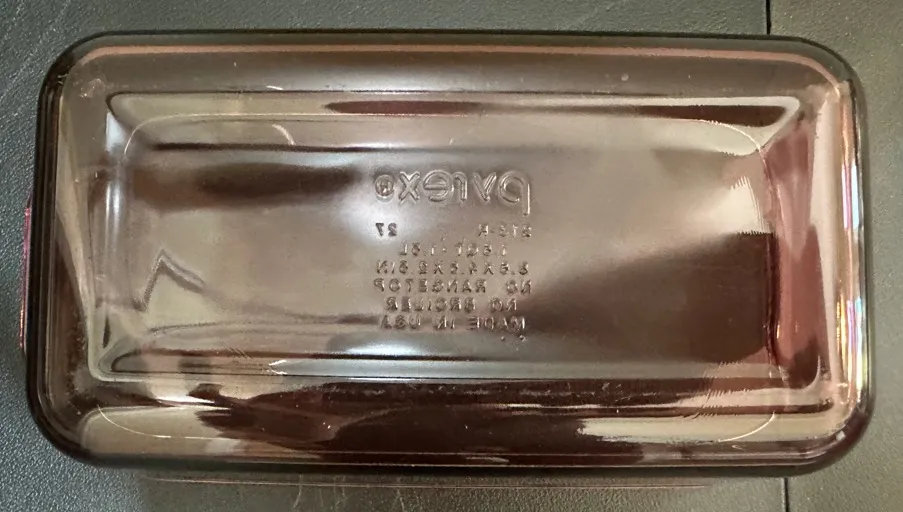 pyrex®
213-R 27
1.5QT - 1.5L
8.5X4.5X2.5IN
NO RANGETOP
NO BROILER
MADE IN USA